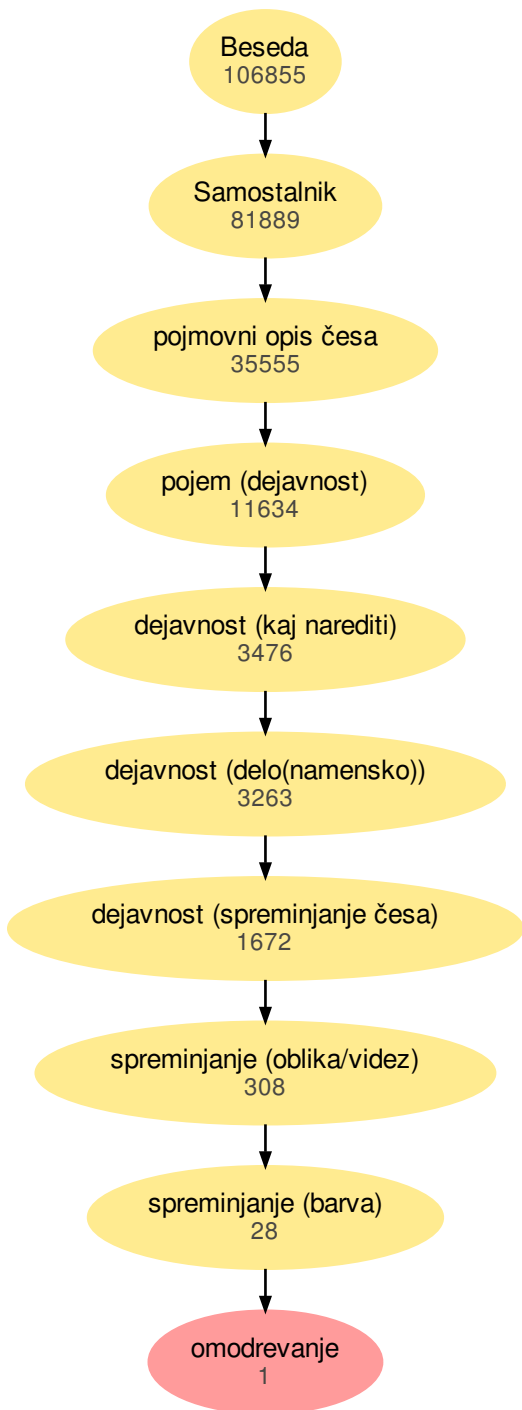 Beseda
106855
Samostalnik
81889
pojmovni opis česa
35555
pojem (dejavnost)
11634
dejavnost (kaj narediti)
3476
dejavnost (delo(namensko))
3263
dejavnost (spreminjanje česa)
1672
spreminjanje (oblika/videz)
308
spreminjanje (barva)
28
omodrevanje
1